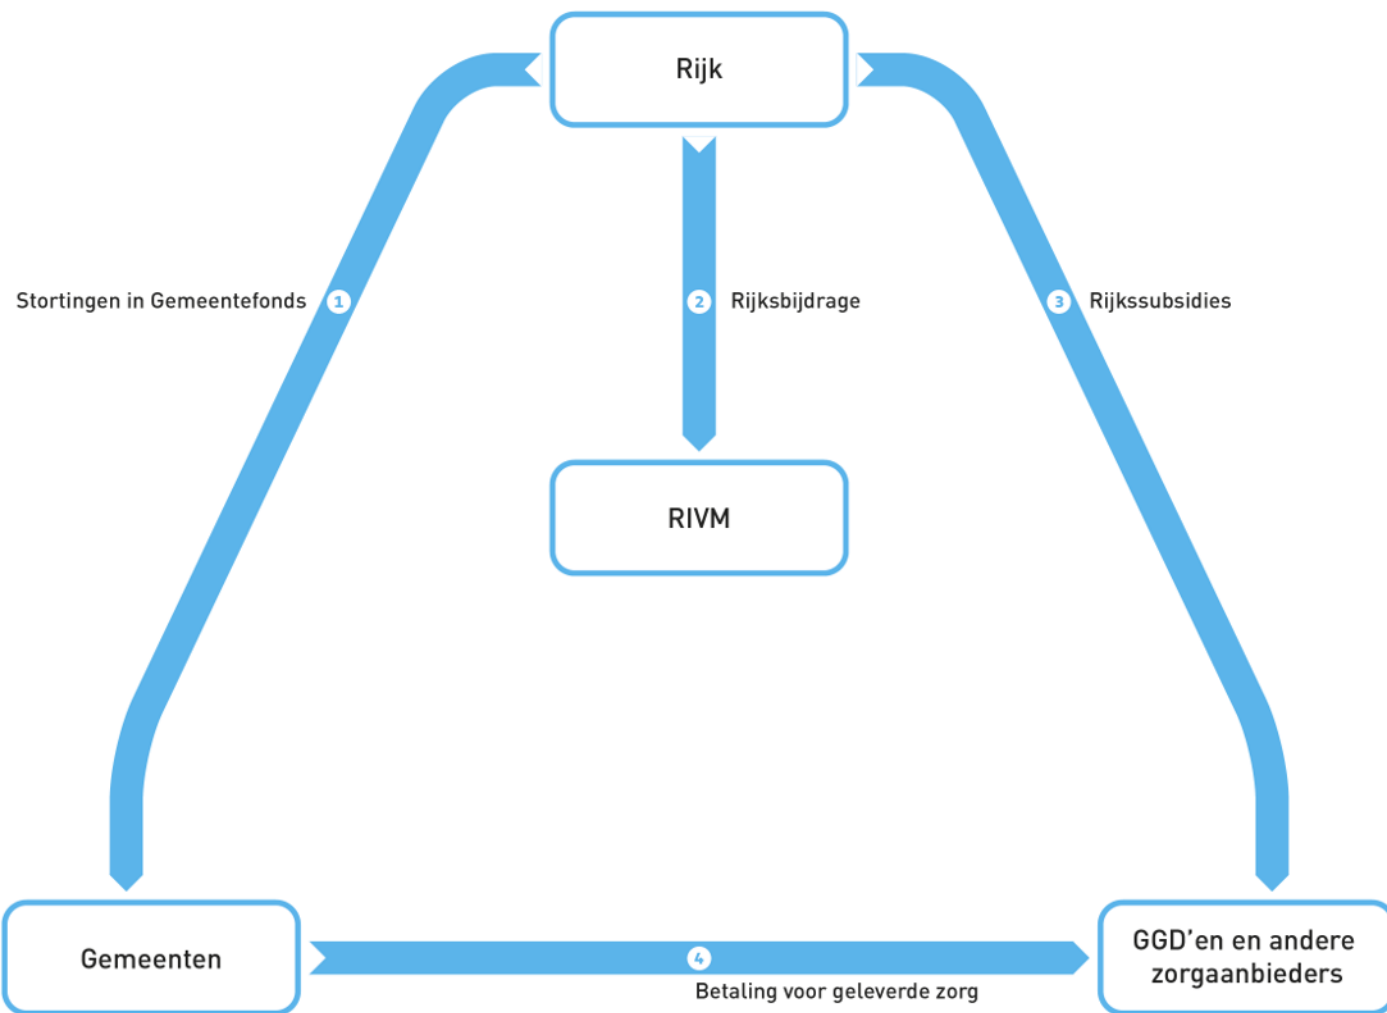 Rijk
Stortingen in Gemeentefonds 1
2 Rijksbijdrage
3 Rijkssubsidies
RIVM
Gemeenten
4
Betaling voor geleverde zorg
GGD'en en andere
zorgaanbieders